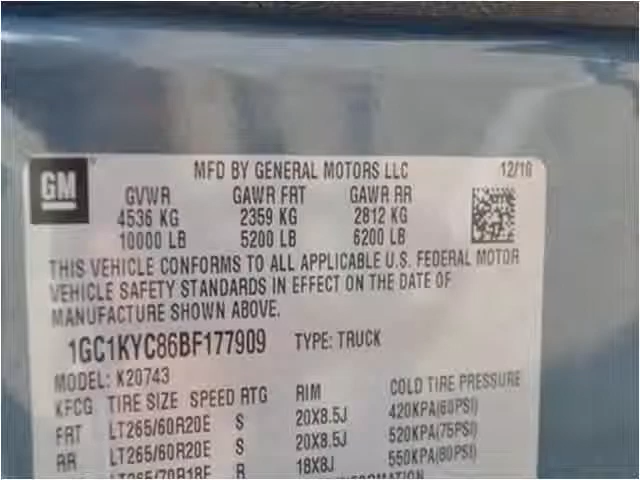 GM
MFD BY GENERAL MOTORS LLC 12/10
GVWR GAWR FRT GAWR RR
4536 KG 2359 KG 2812 KG
10000 LB 5200 LB 6200 LB
THIS VEHICLE CONFORMS TO ALL APPLICABLE U.S. FEDERAL MOTOR
VEHICLE SAFETY STANDARDS IN EFFECT ON THE DATE OF
MANUFACTURE SHOWN ABOVE.
1GC1KYC86BF177909 TYPE: TRUCK
MODEL: K20743
KFCG TIRE SIZE SPEED RTG RIM COLD TIRE PRESSURE
FRT LT265/60R20E S 20X8.5J 420KPA(60PSI)
RR LT265/60R20E S 20X8.5J 520KPA(75PSI)
LT265/70R18E R 18X8J 550KPA(80PSI)